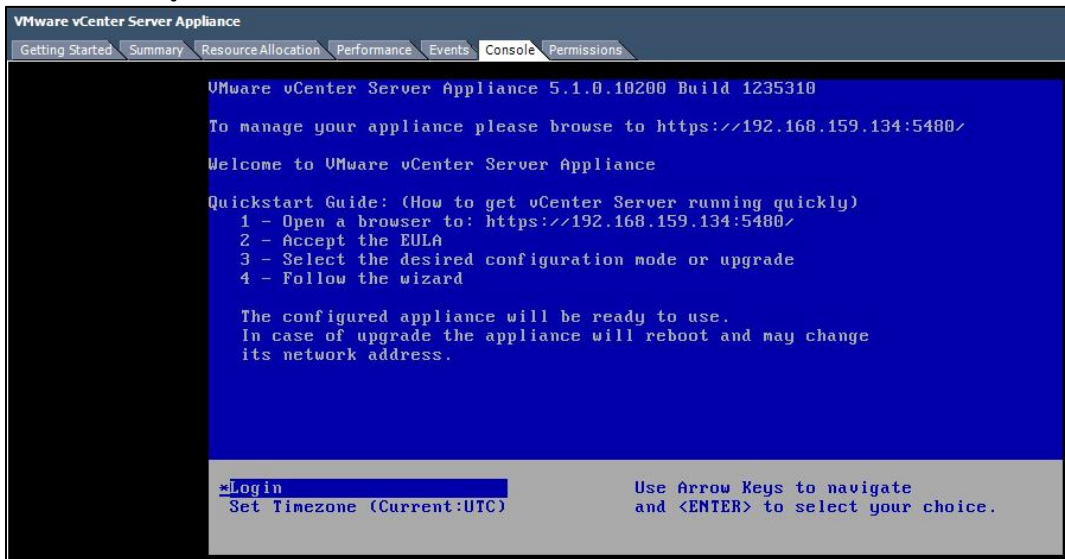 VMware vCenter Server Appliance
Getting Started Summary Resource Allocation Performance Events Console Permissions
VMware vCenter Server Appliance 5.1.0.10200 Build 1235310
To manage your appliance please browse to https://192.168.159.134:5480/
Welcome to VMware vCenter Server Appliance
Quickstart Guide: (How to get vCenter Server running quickly)
1 - Open a browser to: https://192.168.159.134:5480/
2 - Accept the EULA
3 - Select the desired configuration mode or upgrade
4 - Follow the wizard
The configured appliance will be ready to use.
In case of upgrade the appliance will reboot and may change
its network address.
*Login Use Arrow Keys to navigate
Set Timezone (Current:UTC) and <ENTER> to select your choice.